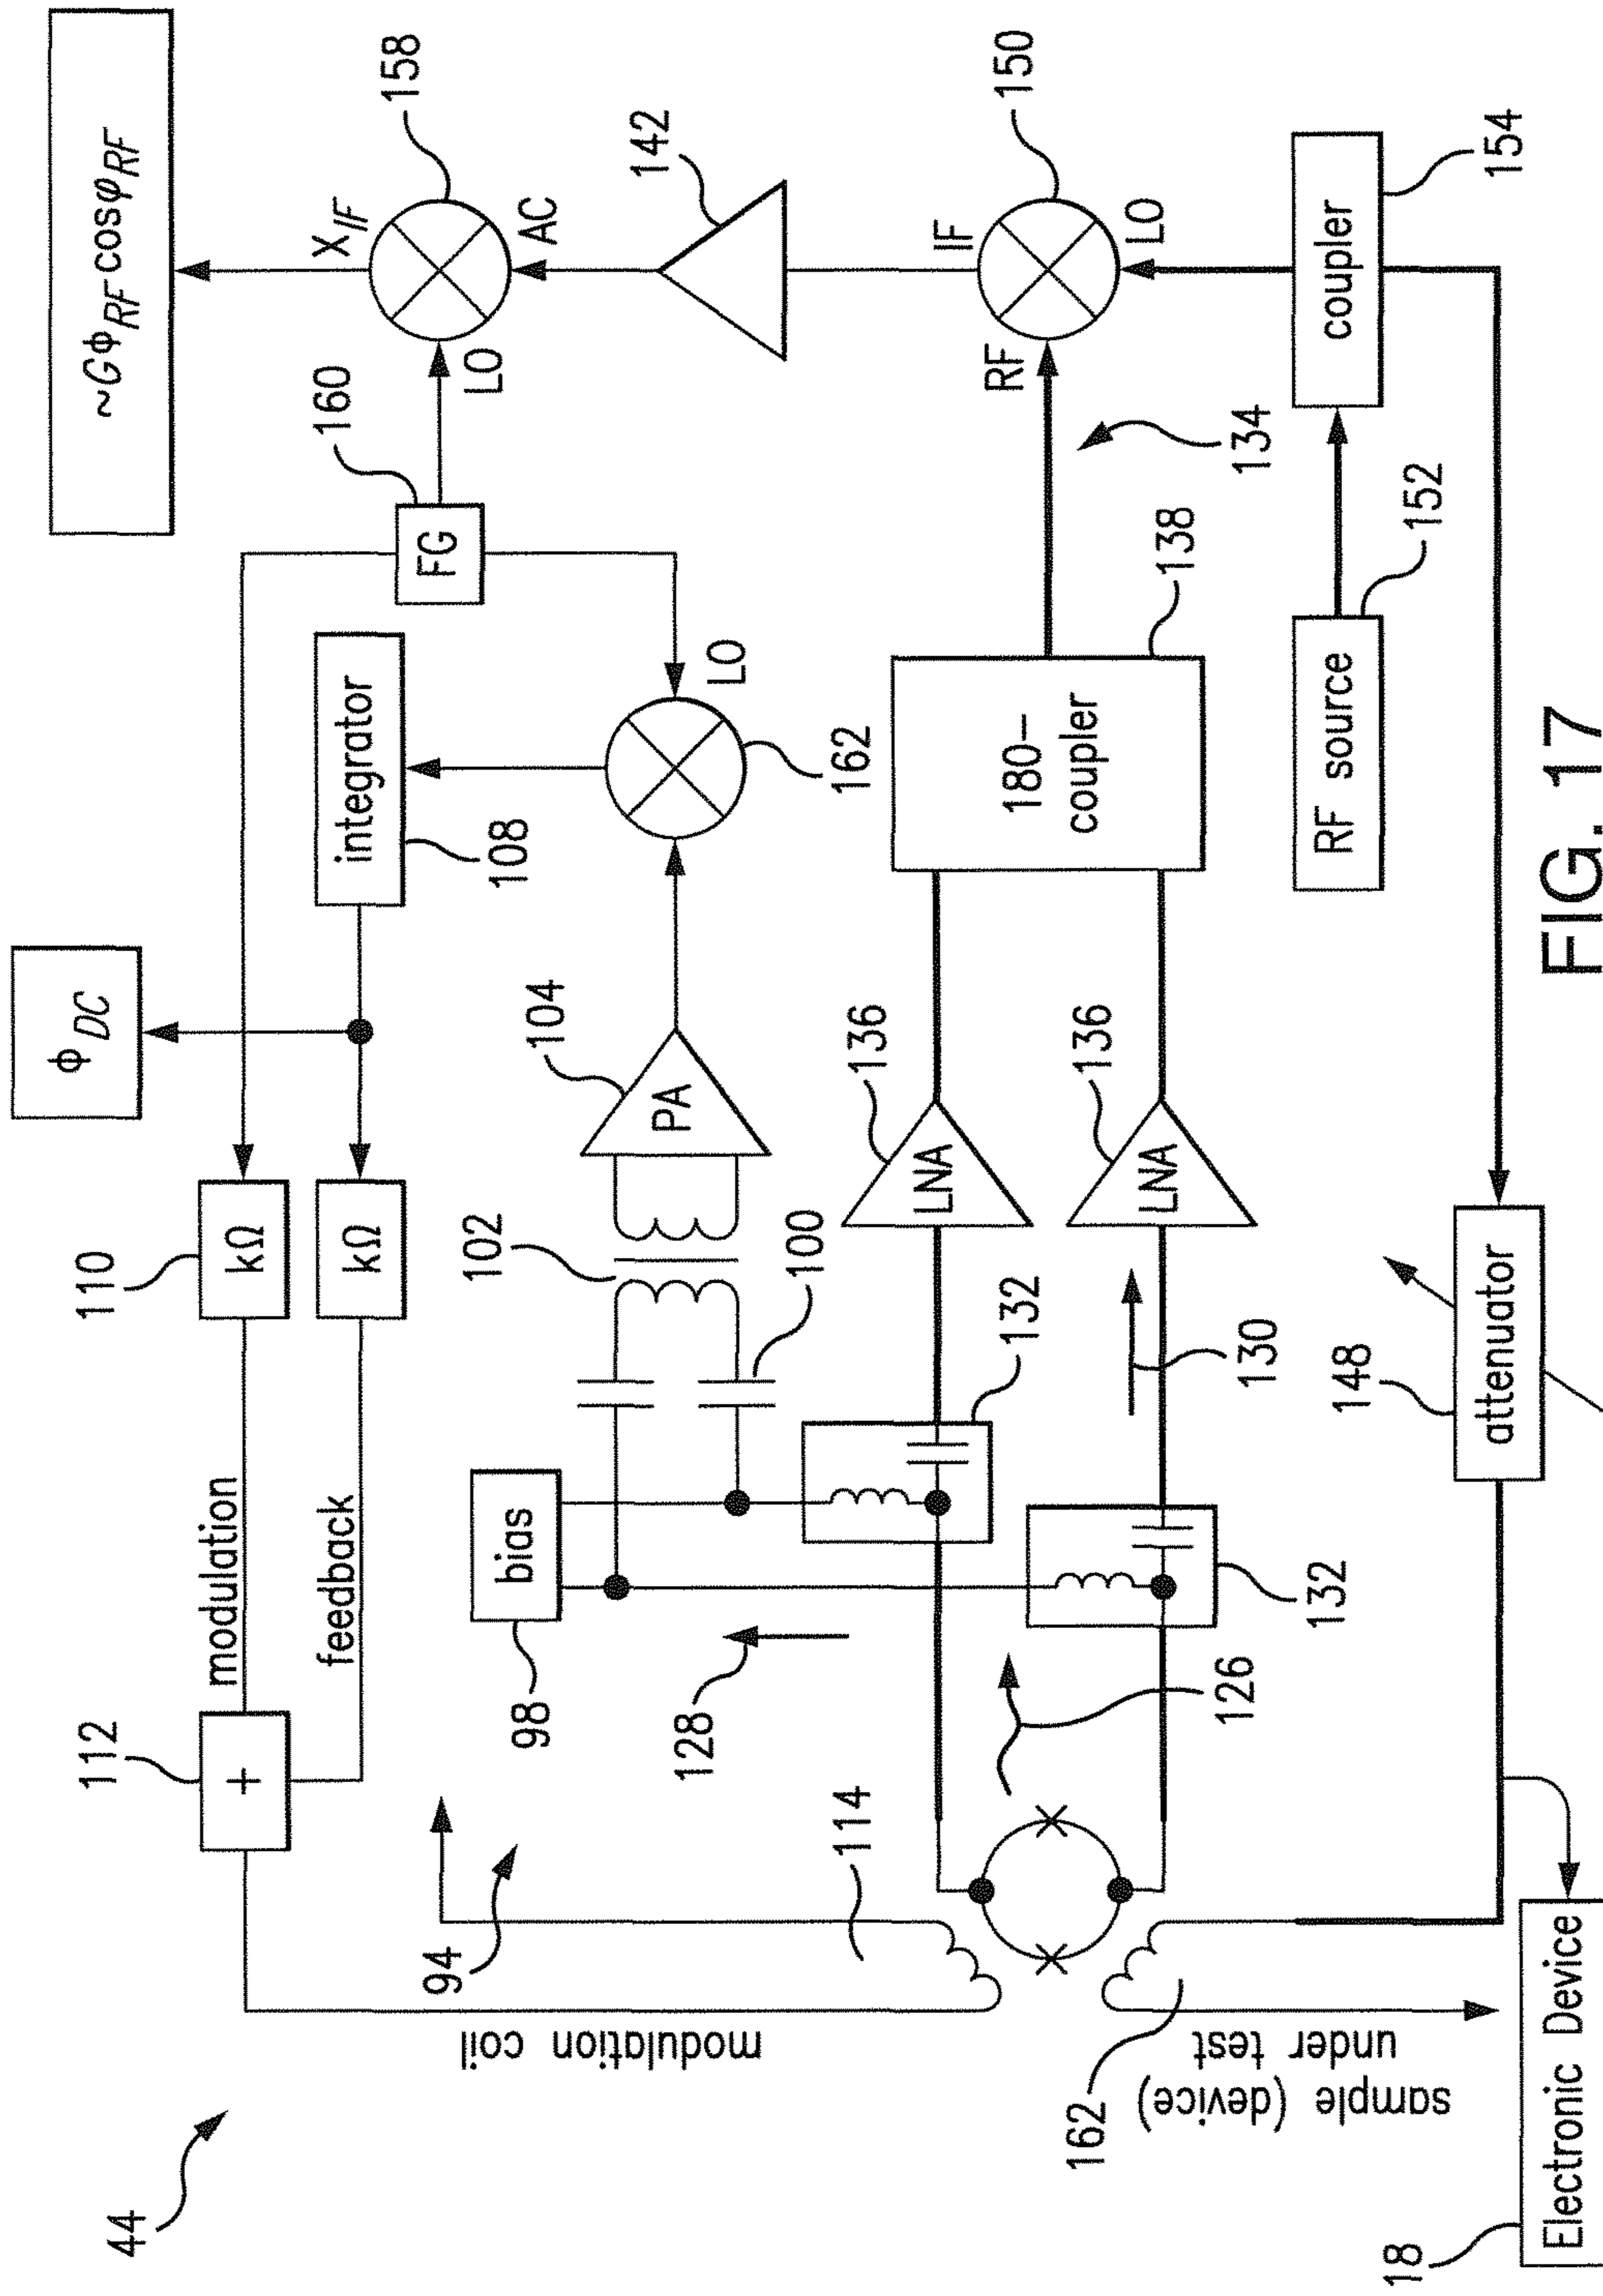 44
94
112
+
modulation
feedback
110
kΩ
kΩ
ϕDC
integrator
108
FG
160
~GϕRF cosφRF
XIF
158
LO
AC
142
98
bias
128
102
100
104
PA
162
LO
modulation coil
114
126
132
132
130
136
LNA
136
LNA
180–
coupler
138
134
RF
IF
150
LO
RF source
152
coupler
154
148
attenuator
162
sample (device)
under test
18
Electronic Device
FIG. 17